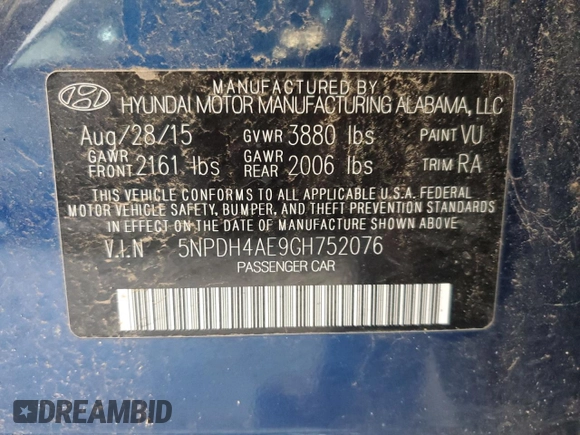 MANUFACTURED BY
HYUNDAI MOTOR MANUFACTURING ALABAMA, LLC
Aug/28/15 GVWR 3880 lbs PAINT VU
GAWR FRONT 2161 lbs GAWR REAR 2006 lbs TRIM RA
THIS VEHICLE CONFORMS TO ALL APPLICABLE U.S.A. FEDERAL
MOTOR VEHICLE SAFETY, BUMPER, AND THEFT PREVENTION STANDARDS
IN EFFECT ON THE DATE OF MANUFACTURE SHOWN ABOVE
V.I.N 5NPDH4AE9GH752076
PASSENGER CAR
DREAMBID